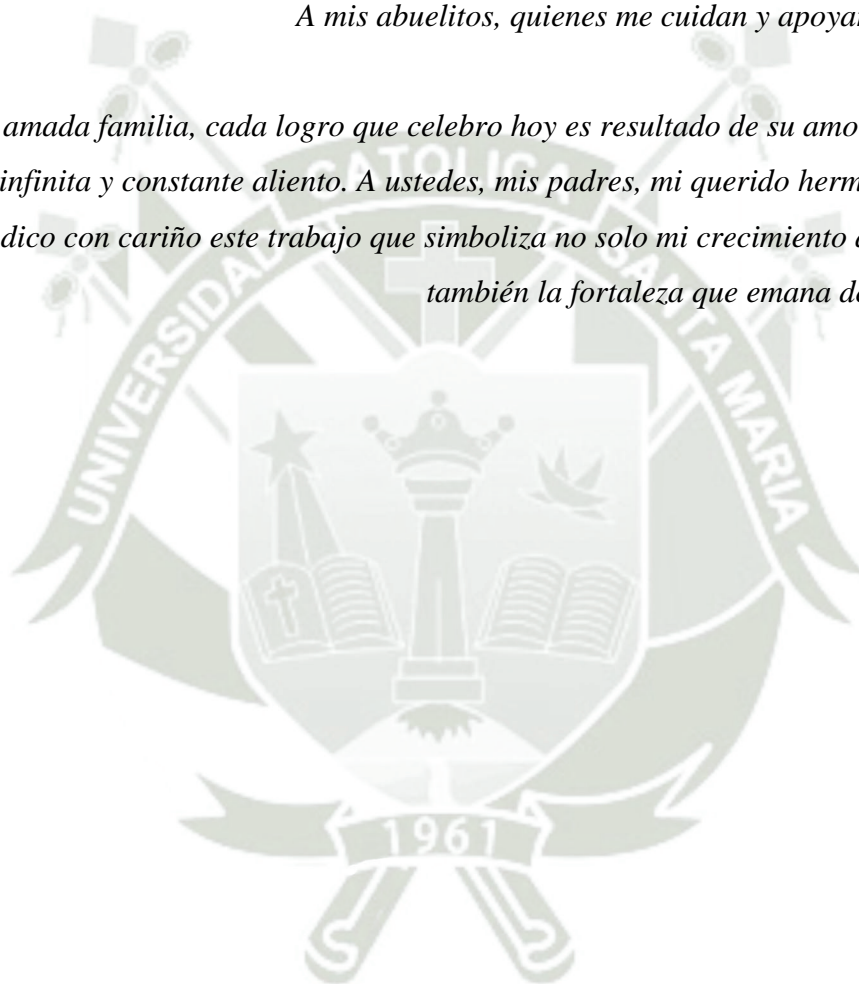 A mis abuelitos, quienes me cuidan y apoyan
amada familia, cada logro que celebro hoy es resultado de su amo
infinita y constante aliento. A ustedes, mis padres, mi querido herm
dico con cariño este trabajo que simboliza no solo mi crecimiento
también la fortaleza que emana
UNIVERSIDAD CATOLICA SANTA MARIA
1961